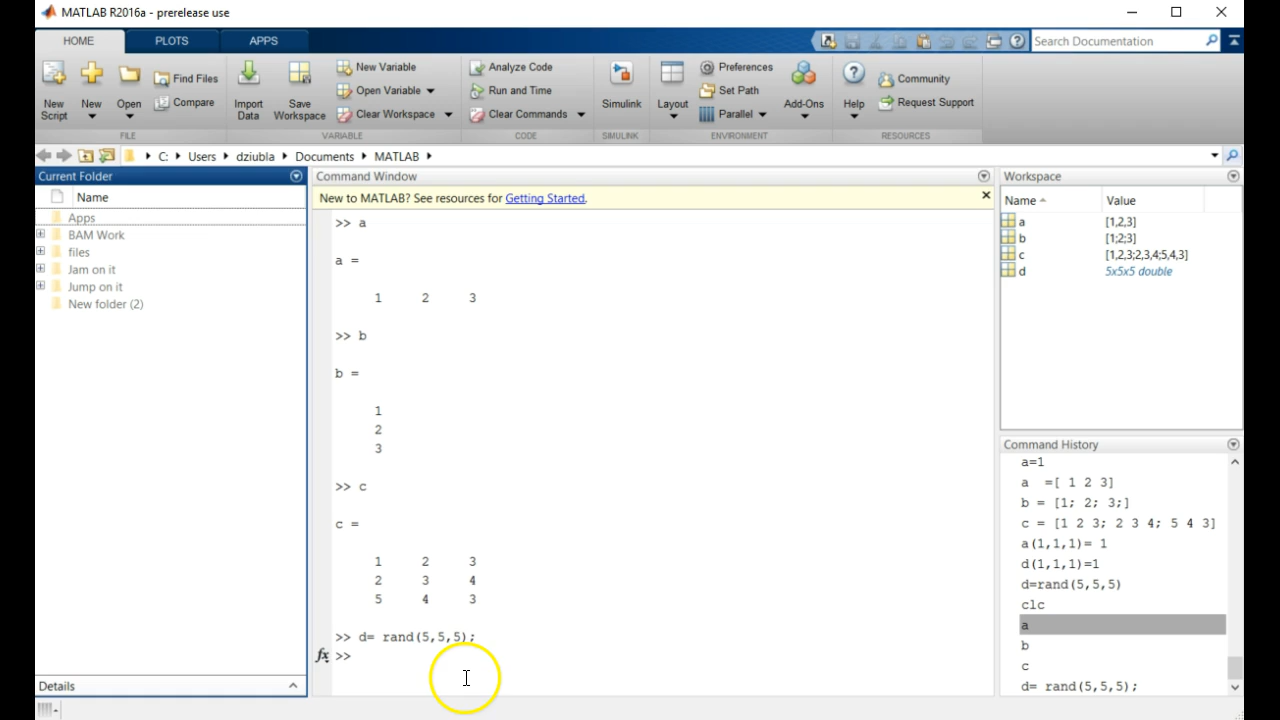 MATLAB R2016a - prerelease use
HOME PLOTS APPS
Search Documentation
New Script
New
Open
Find Files
Compare
FILE
Import Data
Save Workspace
New Variable
Open Variable
Clear Workspace
VARIABLE
Analyze Code
Run and Time
Clear Commands
CODE
Simulink
SIMULINK
Layout
Preferences
Set Path
Parallel
Add-Ons
ENVIRONMENT
Help
Community
Request Support
RESOURCES
C: Users dziubla Documents MATLAB
Current Folder
Name
Apps
BAM Work
files
Jam on it
Jump on it
New folder (2)
Details
Command Window
New to MATLAB? See resources for Getting Started.
>> a
a =
1 2 3
>> b
b =
1
2
3
>> c
c =
1 2 3
2 3 4
5 4 3
>> d= rand(5,5,5);
fx >>
Workspace
Name Value
a [1,2,3]
b [1;2;3]
c [1,2,3;2,3,4;5,4,3]
d 5x5x5 double
Command History
a=1
a  =[ 1 2 3]
b = [1; 2; 3;]
c = [1 2 3; 2 3 4; 5 4 3]
a(1,1,1)= 1
d(1,1,1)=1
d=rand(5,5,5)
clc
a
b
c
d= rand(5,5,5);